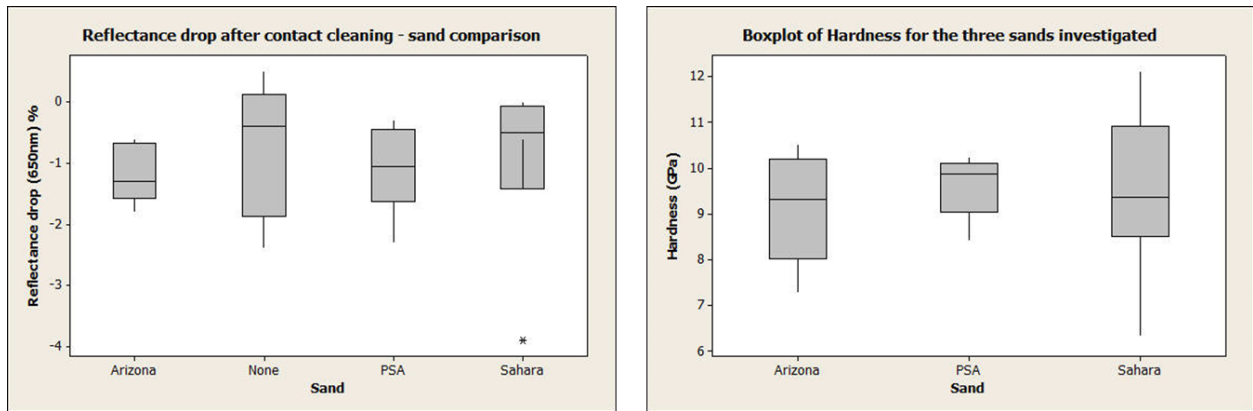 Reflectance drop after contact cleaning - sand comparison
Reflectance drop (650nm) %
0
-1
-2
-3
-4
Arizona None PSA Sahara
Sand
Boxplot of Hardness for the three sands investigated
Hardness (GPa)
12
11
10
9
8
7
6
Arizona PSA Sahara
Sand